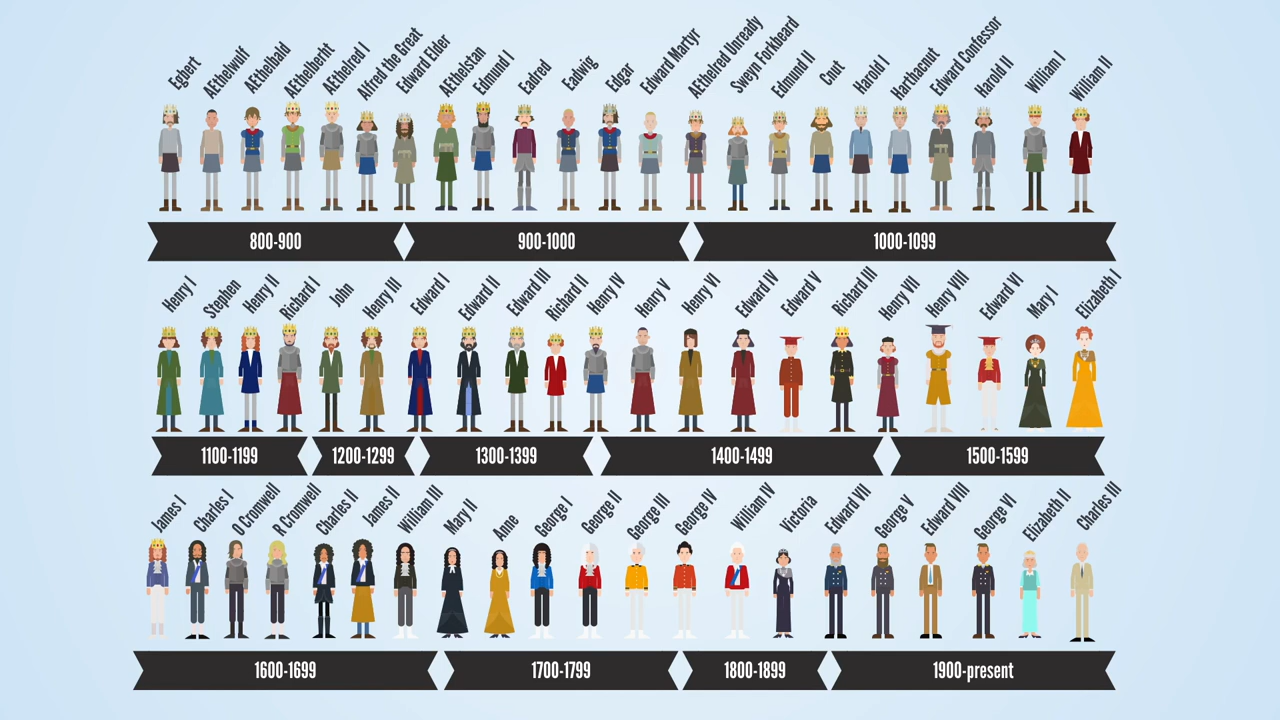 Egbert
AEthelwulf
AEthelbald
AEthelberht
AEthelred I
Alfred the Great
Edward Elder
AEthelstan
Edmund I
Eadred
Eadwig
Edgar
Edward Martyr
AEthelred Unready
Sweyn Forkbeard
Edmund II
Cnut
Harold I
Harthacnut
Edward Confessor
Harold II
William I
William II
800-900
900-1000
1000-1099
Henry I
Stephen
Henry II
Richard I
John
Henry III
Edward I
Edward II
Edward III
Richard II
Henry IV
Henry V
Henry VI
Edward IV
Edward V
Richard III
Henry VII
Henry VIII
Edward VI
Mary I
Elizabeth I
1100-1199
1200-1299
1300-1399
1400-1499
1500-1599
James I
Charles I
O Cromwell
R Cromwell
Charles II
James II
William III
Mary II
Anne
George I
George II
George III
George IV
William IV
Victoria
Edward VII
George V
Edward VIII
George VI
Elizabeth II
Charles III
1600-1699
1700-1799
1800-1899
1900-present